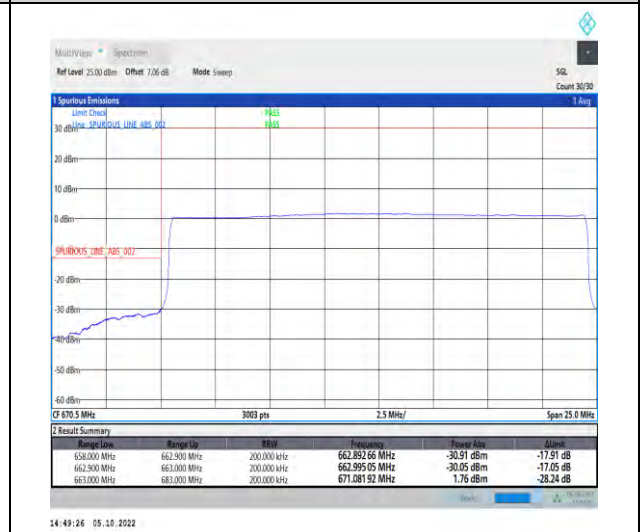 MultiView Spectrum
Ref Level 25.00 dBm Offset 7.06 dB Mode Sweep SGL
Count 30/30
1 Spurious Emissions 1 Avg
Limit Check PASS
30 dBm Line SPURIOUS_LINE_ABS_002 PASS
20 dBm
10 dBm
0 dBm
SPURIOUS_LINE_ABS_002
-20 dBm
-30 dBm
-40 dBm
-50 dBm
-60 dBm
CF 670.5 MHz 3003 pts 2.5 MHz/ Span 25.0 MHz
2 Result Summary
Range Low Range Up RBW Frequency Power Abs ΔLimit
658.000 MHz 662.900 MHz 200.000 kHz 662.892 66 MHz -30.91 dBm -17.91 dB
662.900 MHz 663.000 MHz 200.000 kHz 662.995 05 MHz -30.05 dBm -17.05 dB
663.000 MHz 683.000 MHz 200.000 kHz 671.081 92 MHz 1.76 dBm -28.24 dB
14:49:26 05.10.2022